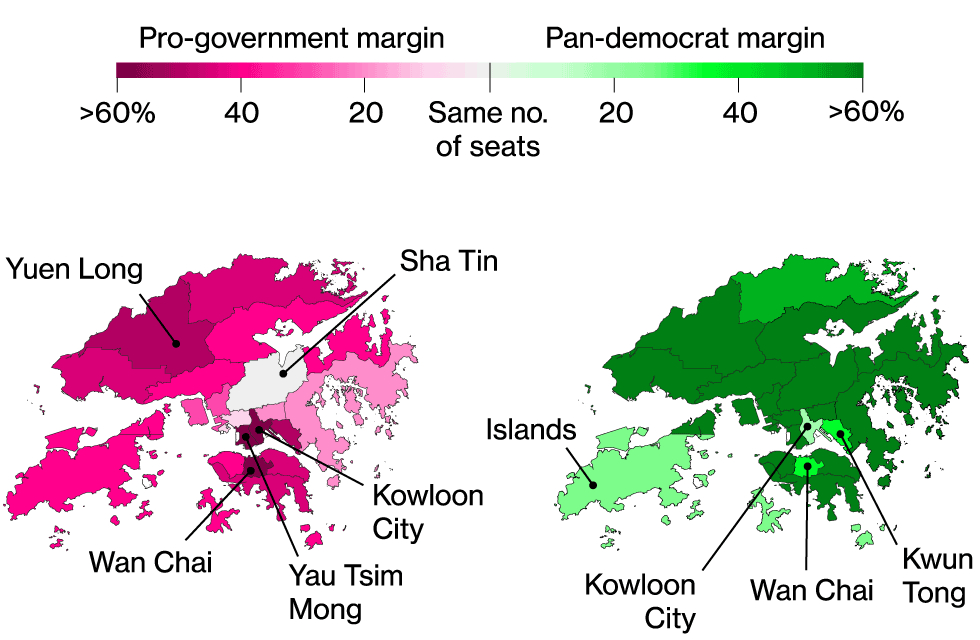 Pro-government margin
Pan-democrat margin
>60%
40
20
Same no.
of seats
20
40
>60%
Yuen Long
Sha Tin
Kowloon
City
Wan Chai
Yau Tsim
Mong
Islands
Kowloon
City
Wan Chai
Kwun
Tong